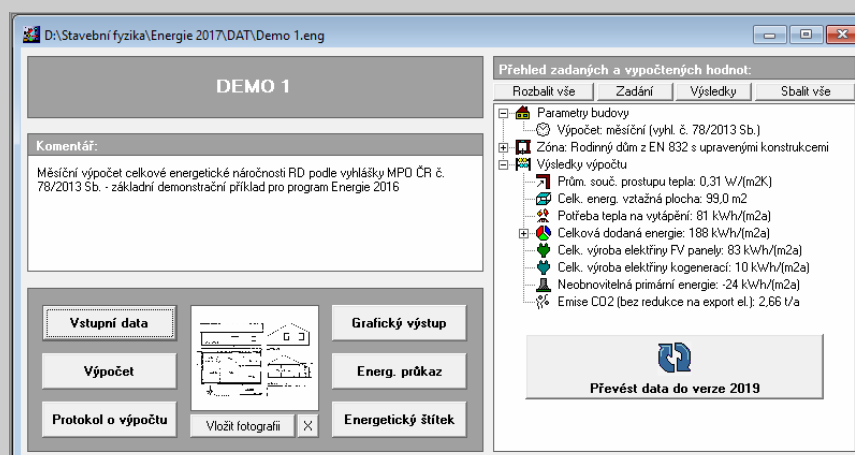 D:\Stavební fyzika\Energie 2017\DAT\Demo 1.eng
DEMO 1
Komentář:
Měsíční výpočet celkové energetické náročnosti RD podle vyhlášky MPO ČR č.
78/2013 Sb. - základní demonstrační příklad pro program Energie 2016
Vstupní data
Výpočet
Protokol o výpočtu
Vložit fotografii
X
Grafický výstup
Energ. průkaz
Energetický štítek
Přehled zadaných a vypočtených hodnot:
Rozbalit vše
Zadání
Výsledky
Sbalit vše
Parametry budovy
Výpočet: měsíční (vyhl. č. 78/2013 Sb.)
Zóna: Rodinný dům z EN 832 s upravenými konstrukcemi
Výsledky výpočtu
Prům. souč. prostupu tepla: 0,31 W/(m2K)
Celk. energ. vztažná plocha: 99,0 m2
Potřeba tepla na vytápění: 81 kWh/(m2a)
Celková dodaná energie: 188 kWh/(m2a)
Celk. výroba elektřiny FV panely: 83 kWh/(m2a)
Celk. výroba elektřiny kogenerací: 10 kWh/(m2a)
Neobnovitelná primární energie: -24 kWh/(m2a)
Emise CO2 (bez redukce na export el.): 2,66 t/a
Převést data do verze 2019